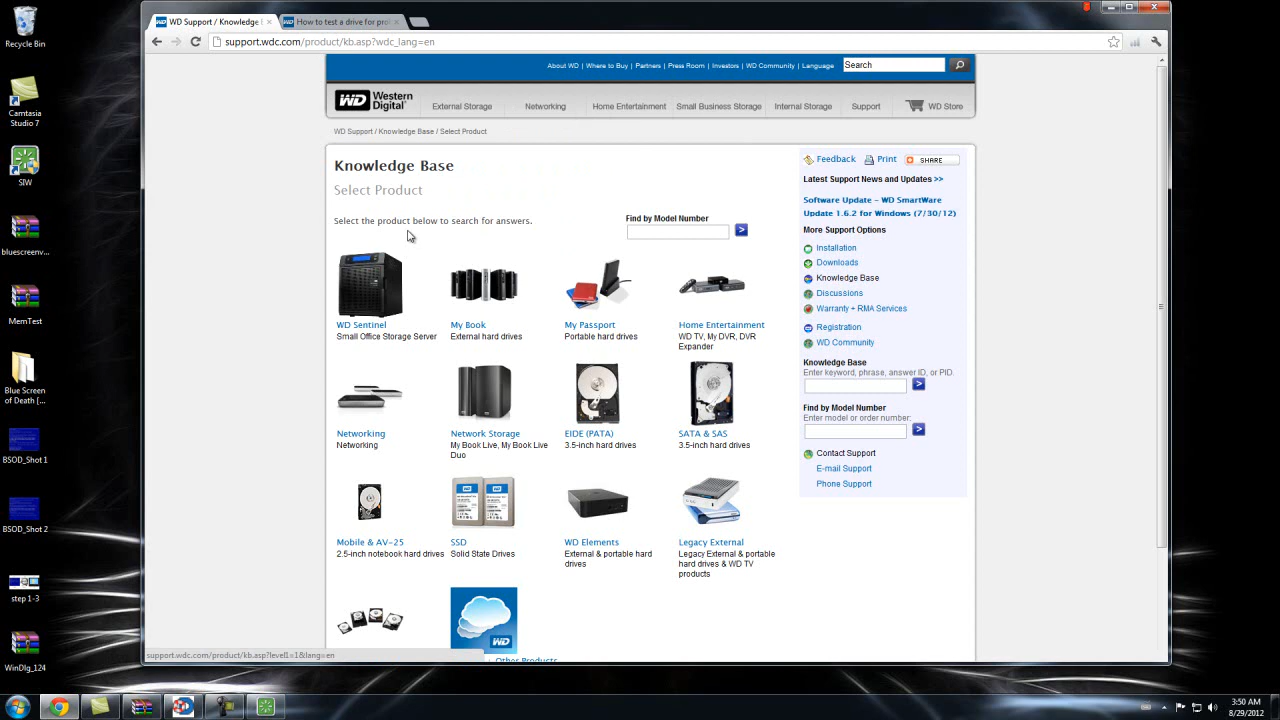 Recycle Bin
Camtasia
Studio 7
SIW
bluescreenv...
MemTest
Blue Screen
of Death [...
BSOD_Shot 1
BSOD_Shot 2
step 1-3
WinDlg_124
WD Support / Knowledge B
How to test a drive for pro
support.wdc.com/product/kb.asp?wdc_lang=en
About WD | Where to Buy | Partners | Press Room | Investors | WD Community | Language
Search
WD Western
Digital
External Storage Networking Home Entertainment Small Business Storage Internal Storage Support WD Store
WD Support / Knowledge Base / Select Product
Knowledge Base
Select Product
Select the product below to search for answers.
Find by Model Number
WD Sentinel
Small Office Storage Server
My Book
External hard drives
My Passport
Portable hard drives
Home Entertainment
WD TV, My DVR, DVR
Expander
Networking
Networking
Network Storage
My Book Live, My Book Live
Duo
EIDE (PATA)
3.5-inch hard drives
SATA & SAS
3.5-inch hard drives
Mobile & AV-25
2.5-inch notebook hard drives
SSD
Solid State Drives
WD Elements
External & portable hard
drives
Legacy External
Legacy External & portable
hard drives & WD TV
products
WD
Other Products
Feedback Print SHARE
Latest Support News and Updates >>
Software Update - WD SmartWare
Update 1.6.2 for Windows (7/30/12)
More Support Options
Installation
Downloads
Knowledge Base
Discussions
Warranty + RMA Services
Registration
WD Community
Knowledge Base
Enter keyword, phrase, answer ID, or PID.
Find by Model Number
Enter model or order number:
Contact Support
E-mail Support
Phone Support
support.wdc.com/product/kb.asp?level1=1&lang=en
3:50 AM
8/29/2012